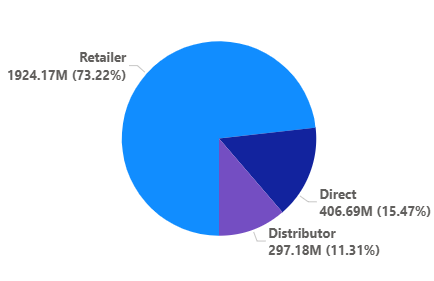 Retailer
1924.17M (73.22%)
Direct
406.69M (15.47%)
Distributor
297.18M (11.31%)